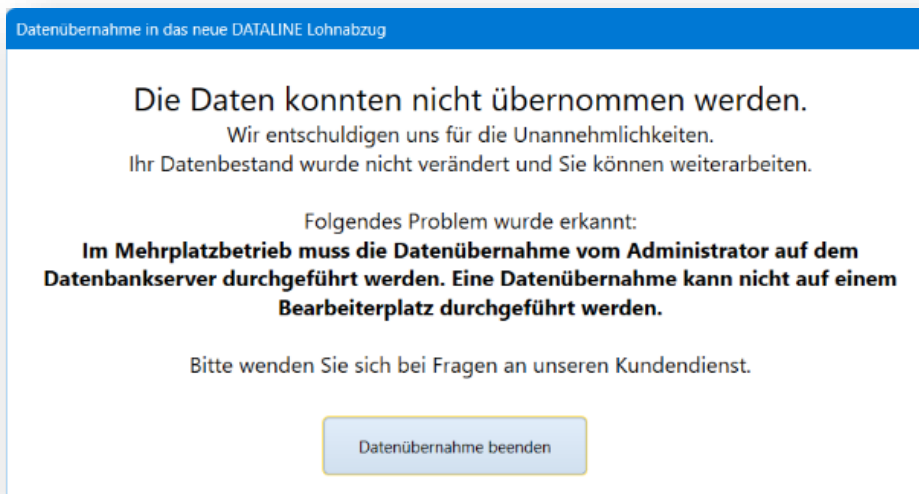 Datenübernahme in das neue DATALINE Lohnabzug
Die Daten konnten nicht übernommen werden.
Wir entschuldigen uns für die Unannehmlichkeiten.
Ihr Datenbestand wurde nicht verändert und Sie können weiterarbeiten.
Folgendes Problem wurde erkannt:
Im Mehrplatzbetrieb muss die Datenübernahme vom Administrator auf dem
Datenbankserver durchgeführt werden. Eine Datenübernahme kann nicht auf einem
Bearbeiterplatz durchgeführt werden.
Bitte wenden Sie sich bei Fragen an unseren Kundendienst.
Datenübernahme beenden